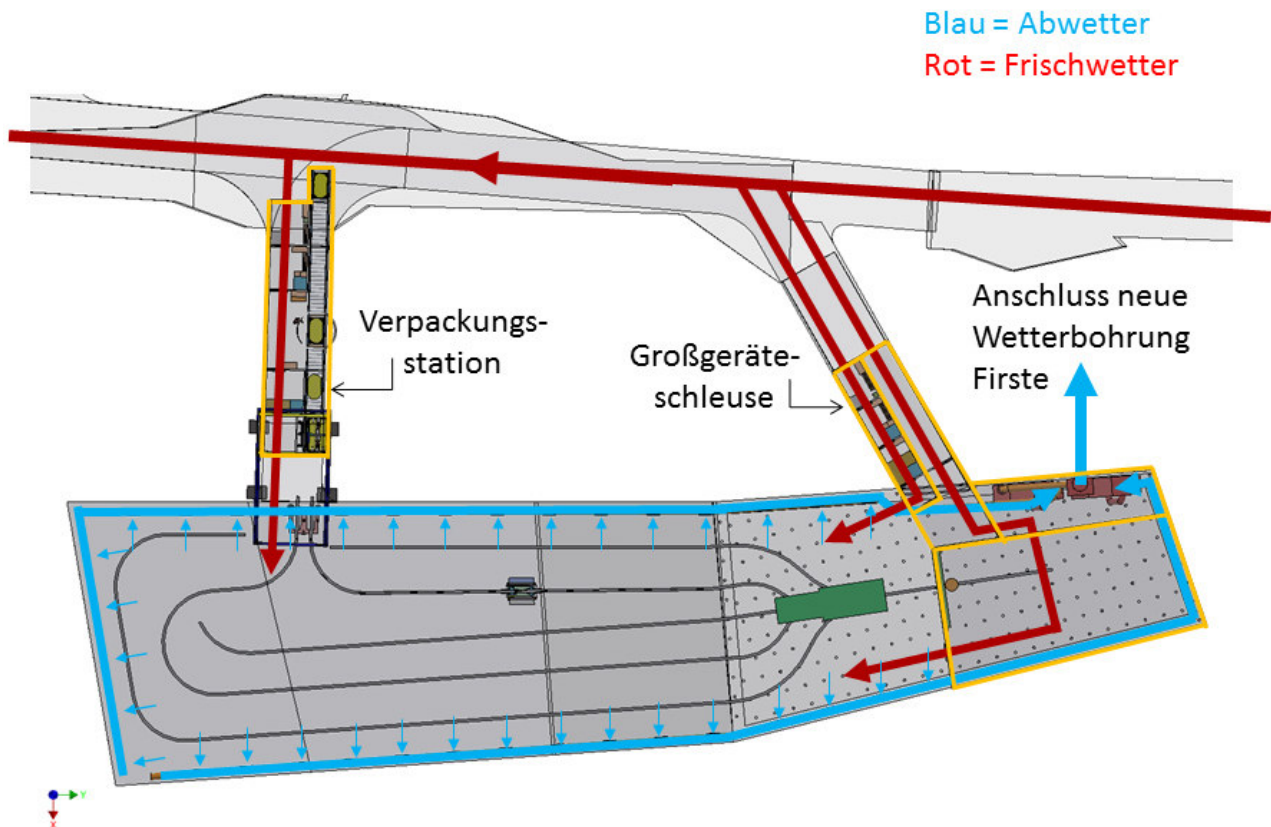 Blau = Abwetter
Rot = Frischwetter
Anschluss neue
Wetterbohrung
Firste
Verpackungs-
station
Großgeräte-
schleuse
Y
X